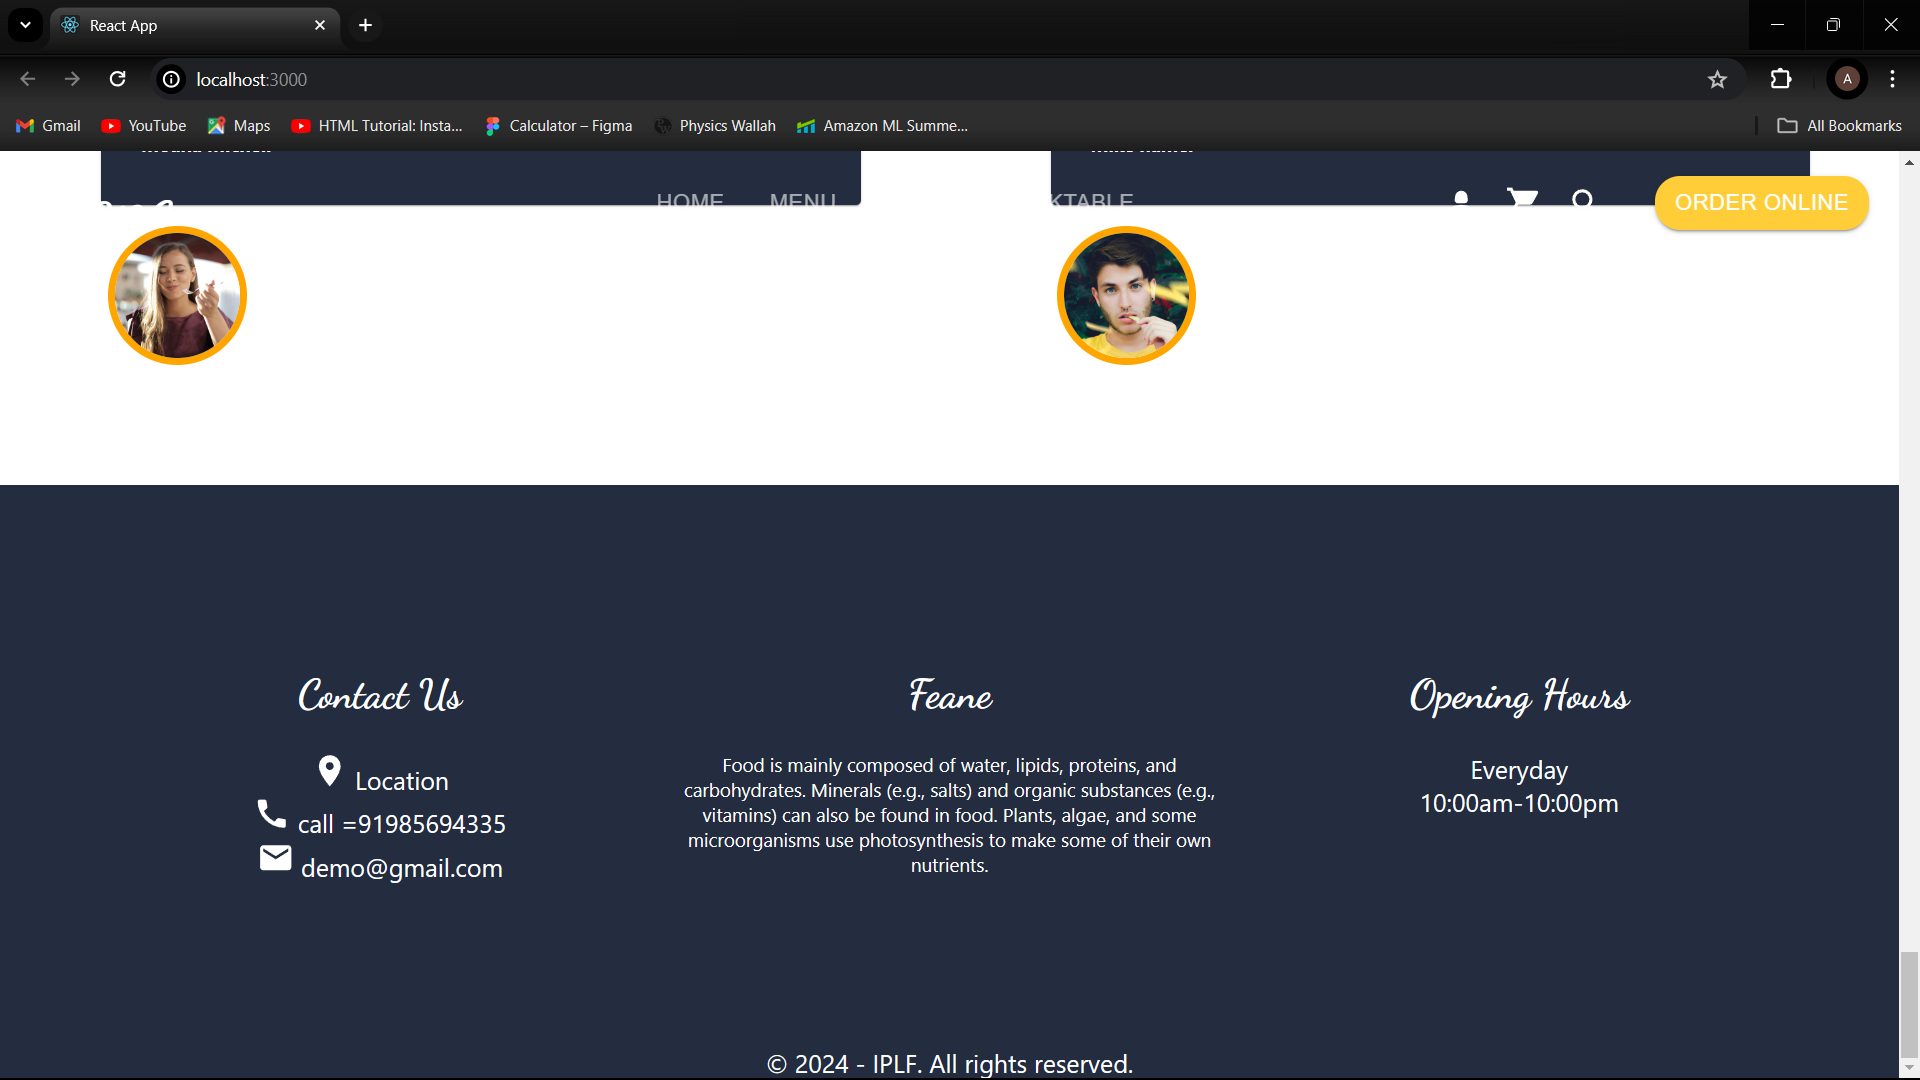 React App
localhost:3000
Gmail YouTube Maps HTML Tutorial: Insta... Calculator – Figma Physics Wallah Amazon ML Summe... All Bookmarks
A
HOME MENU KTABLE ORDER ONLINE
Contact Us
Location
call =91985694335
demo@gmail.com
Feane
Food is mainly composed of water, lipids, proteins, and
carbohydrates. Minerals (e.g., salts) and organic substances (e.g.,
vitamins) can also be found in food. Plants, algae, and some
microorganisms use photosynthesis to make some of their own
nutrients.
Opening Hours
Everyday
10:00am-10:00pm
© 2024 - IPLF. All rights reserved.